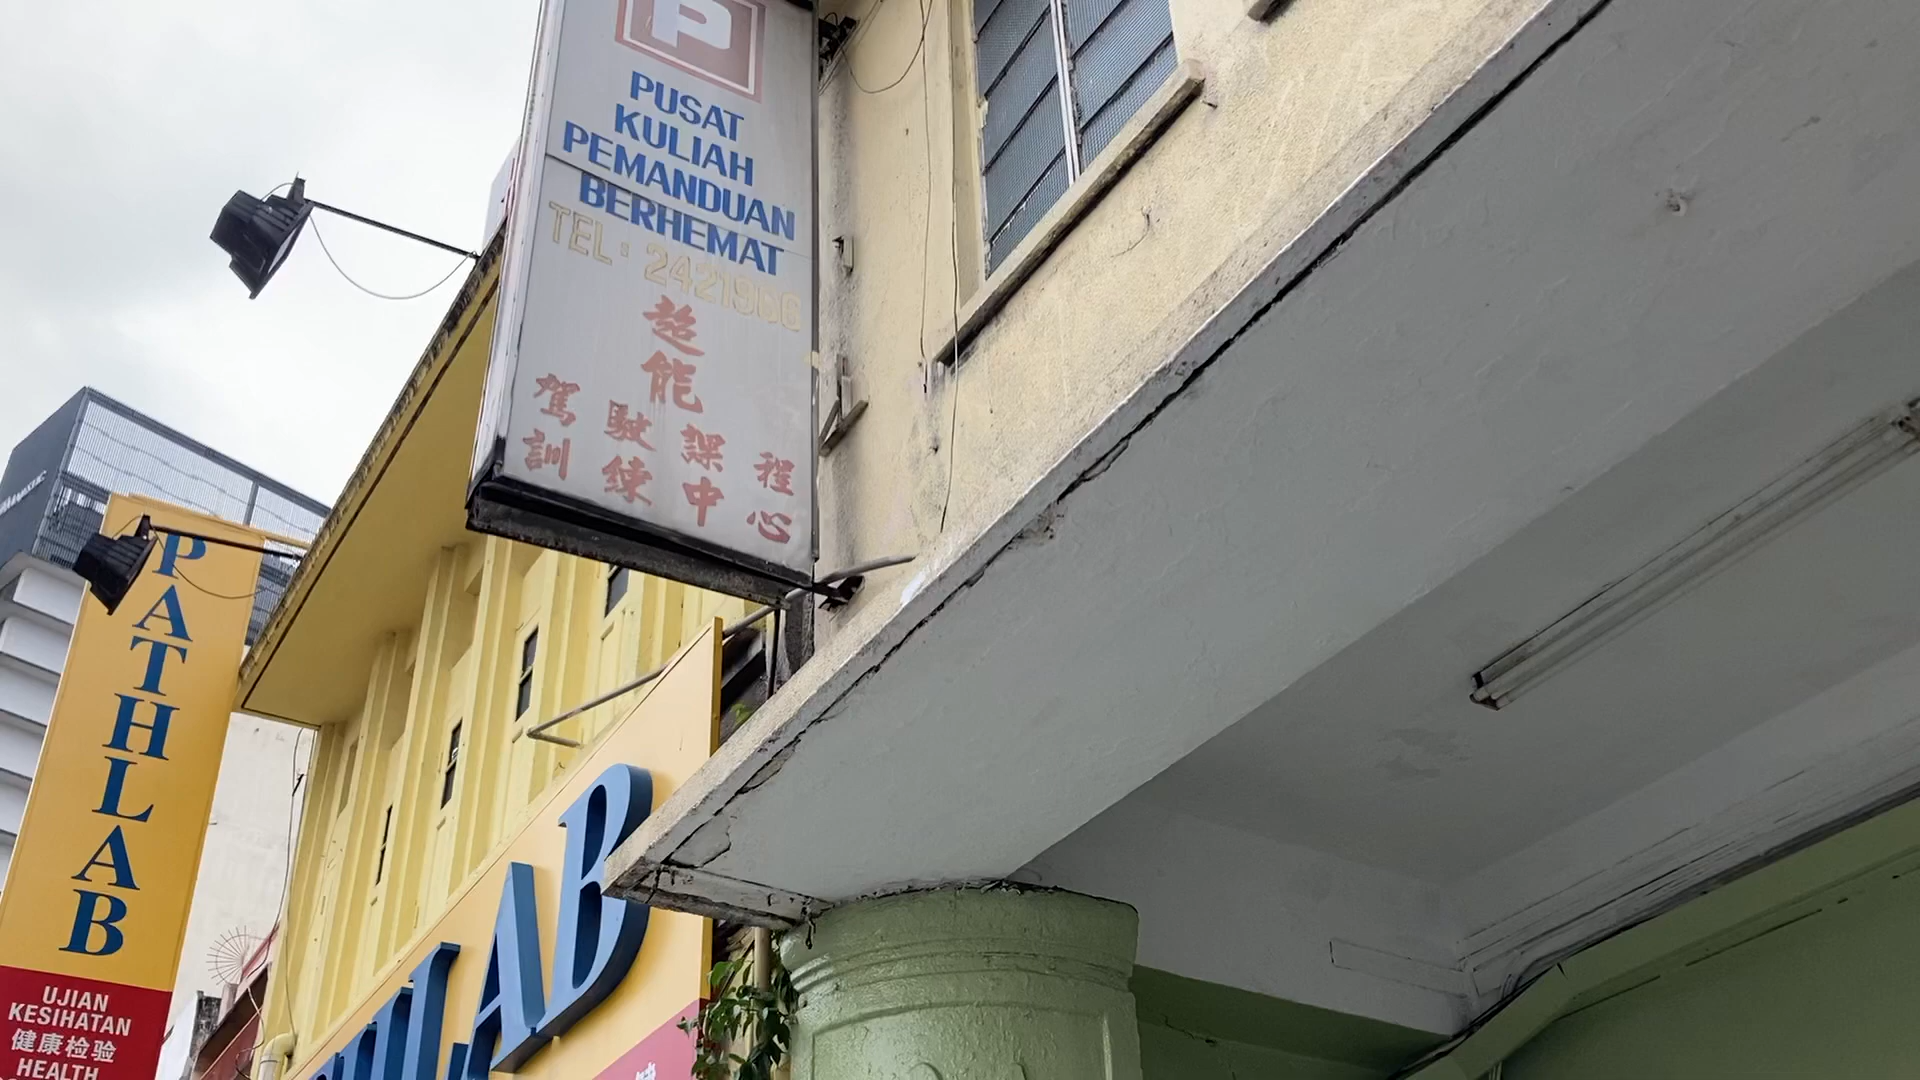 P
PUSAT
KULIAH
PEMANDUAN
BERHEMAT
TEL: 2421966
超
能
駕駛課程
訓練中心
PATHLAB
UJIAN
KESIHATAN
健康检验
HEALTH
HLAB